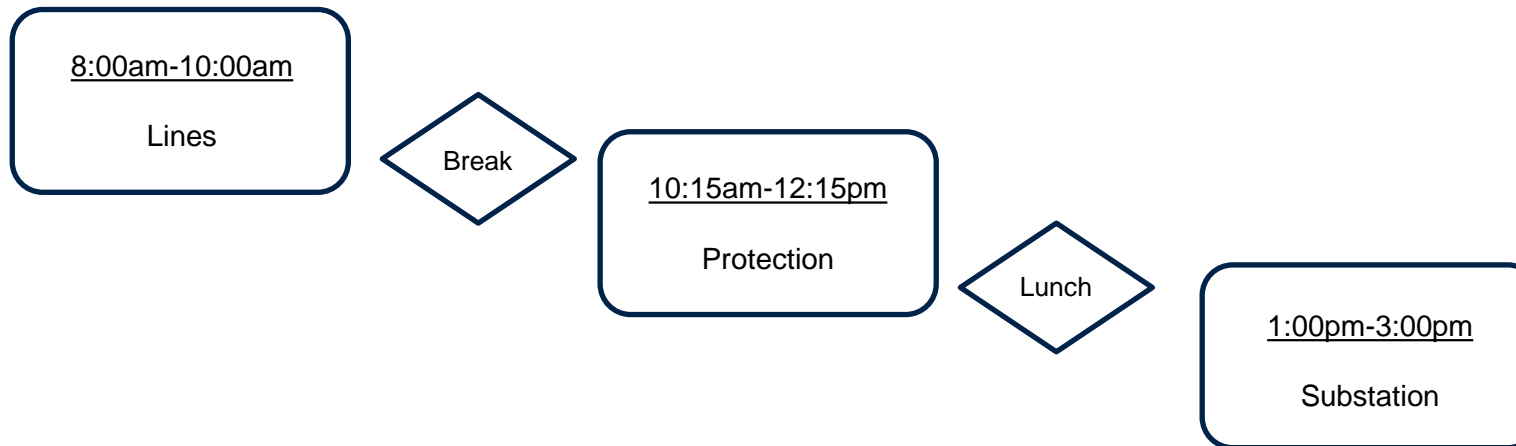 8:00am-10:00am
Lines
Break
10:15am-12:15pm
Protection
Lunch
1:00pm-3:00pm
Substation